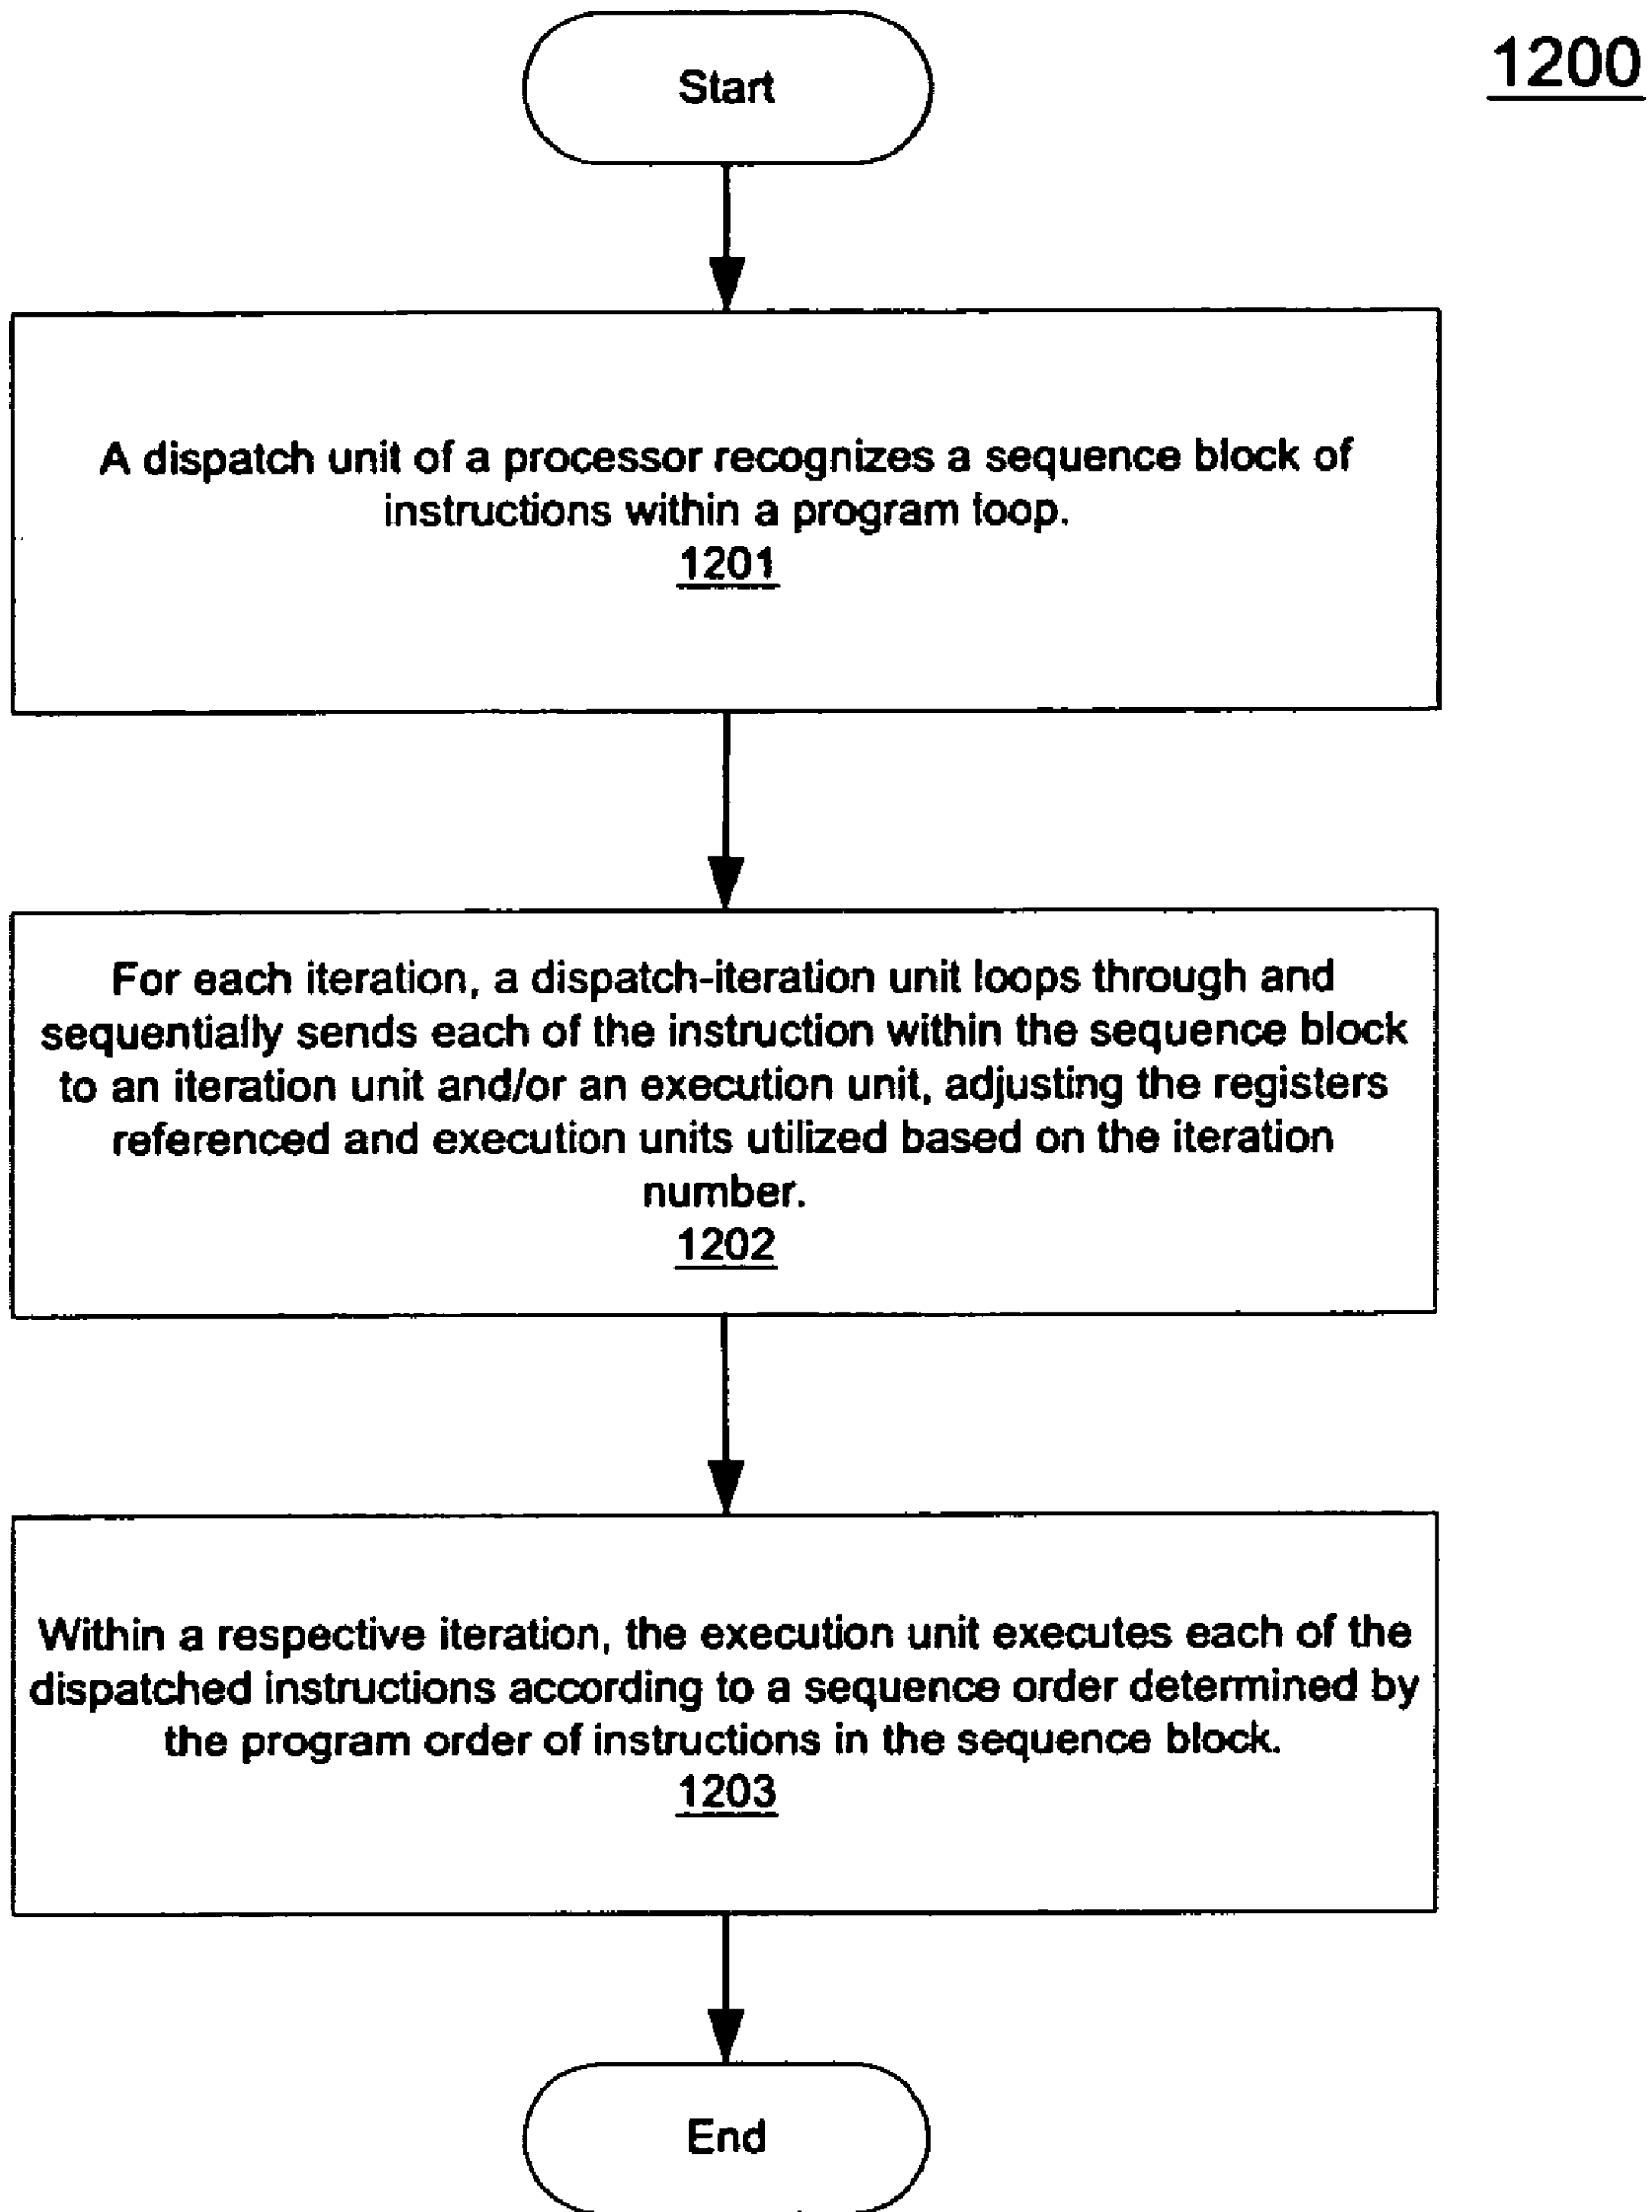 Start
1200
A dispatch unit of a processor recognizes a sequence block of
instructions within a program loop.
1201
For each iteration, a dispatch-iteration unit loops through and
sequentially sends each of the instruction within the sequence block
to an iteration unit and/or an execution unit, adjusting the registers
referenced and execution units utilized based on the iteration
number.
1202
Within a respective iteration, the execution unit executes each of the
dispatched instructions according to a sequence order determined by
the program order of instructions in the sequence block.
1203
End